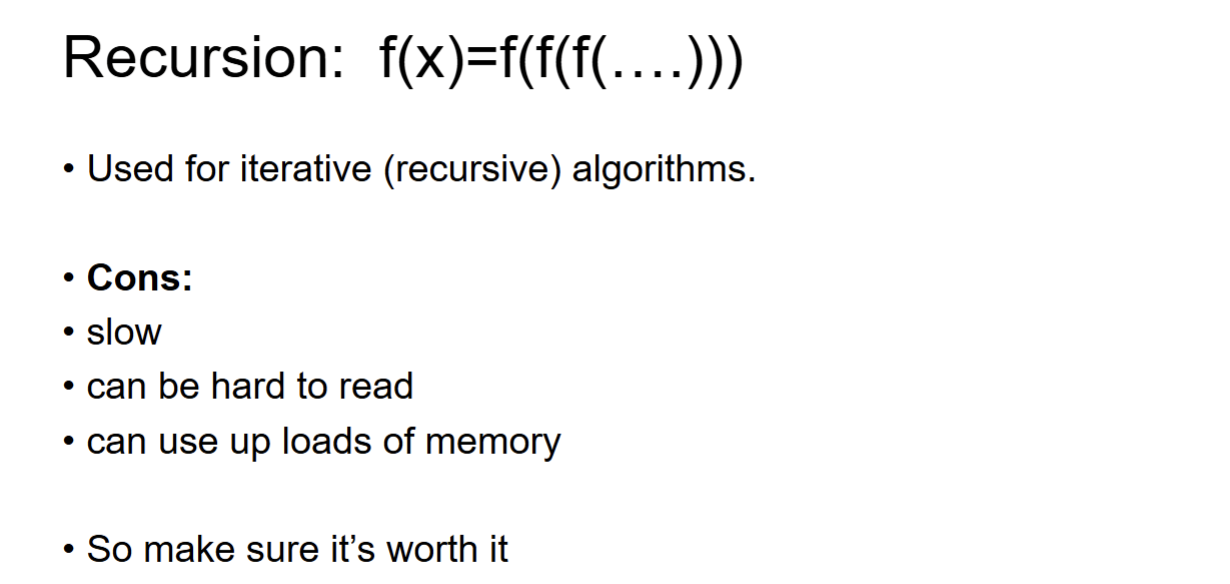 Recursion:  f(x)=f(f(f(….)))
• Used for iterative (recursive) algorithms.
• Cons:
• slow
• can be hard to read
• can use up loads of memory
• So make sure it’s worth it